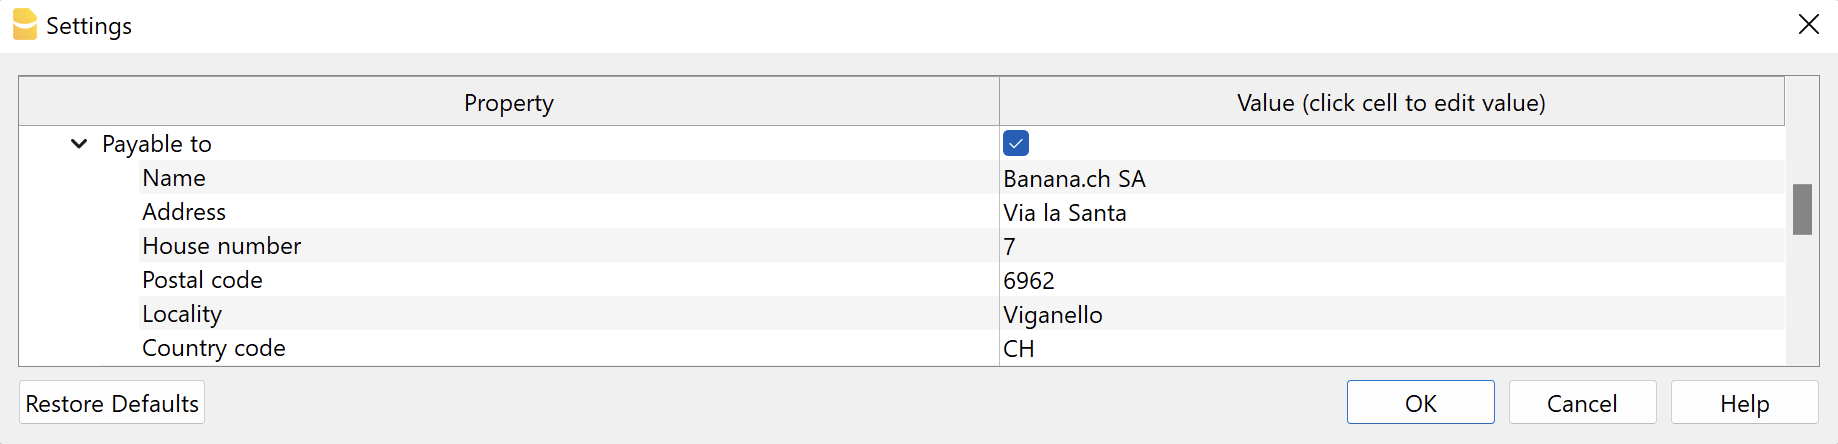 Settings
Property Value (click cell to edit value)
Payable to
Name Banana.ch SA
Address Via la Santa
House number 7
Postal code 6962
Locality Viganello
Country code CH
Restore Defaults OK Cancel Help